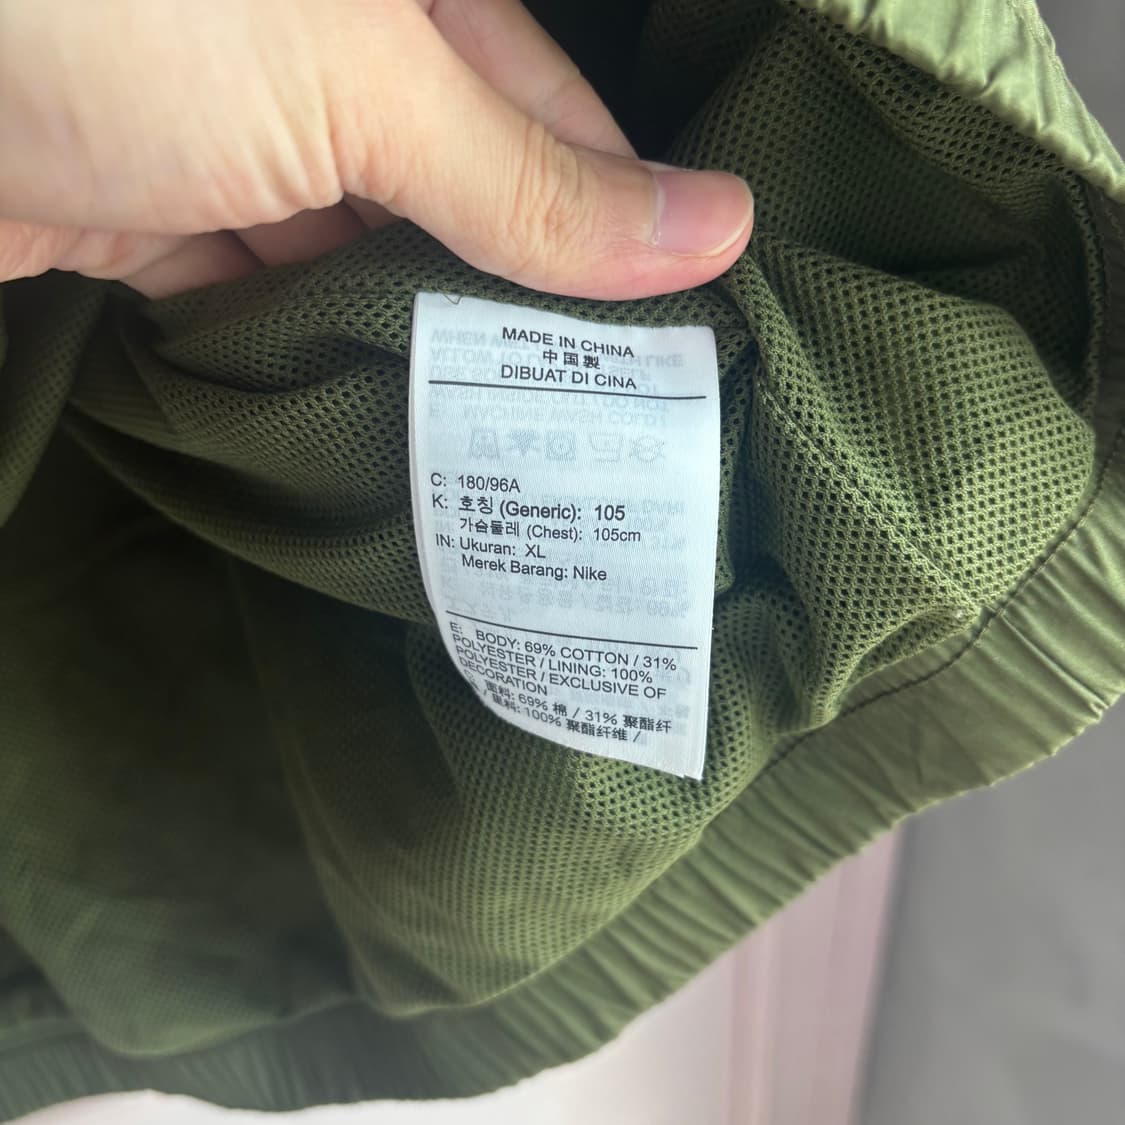 MADE IN CHINA
中国製
DIBUAT DI CINA
C: 180/96A
K: 호칭 (Generic): 105
가슴둘레 (Chest): 105cm
IN: Ukuran: XL
Merek Barang: Nike
E: BODY: 69% COTTON / 31%
POLYESTER / LINING: 100%
POLYESTER / EXCLUSIVE OF
DECORATION
面料: 69% 棉 / 31% 聚酯纤
/ 里料: 100% 聚酯纤维 /